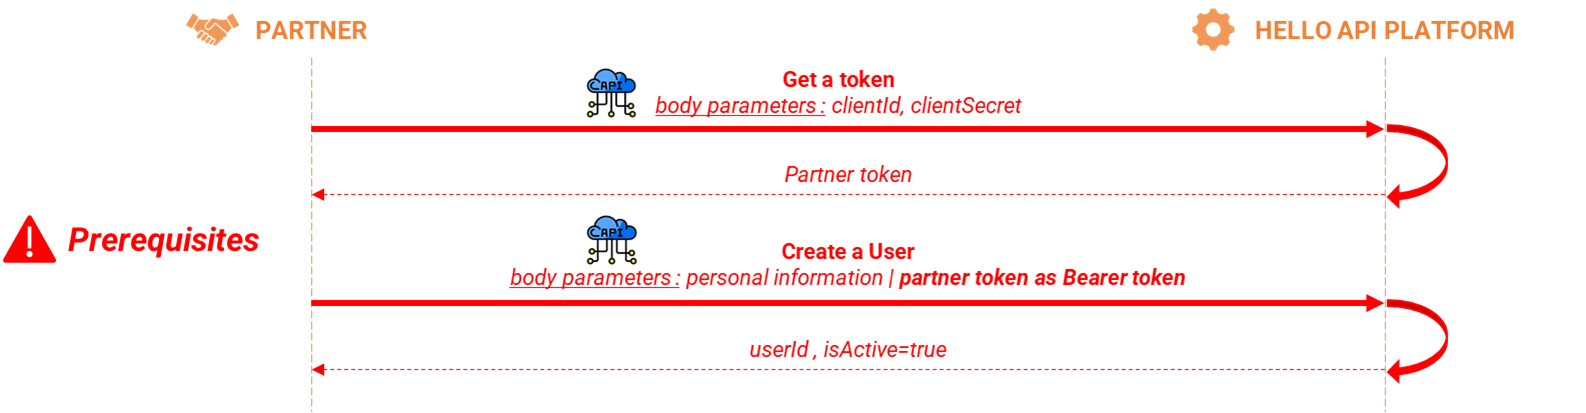 PARTNER
HELLO API PLATFORM
API
Get a token
body parameters : clientId, clientSecret
Partner token
Prerequisites
API
Create a User
body parameters : personal information | partner token as Bearer token
userId , isActive=true